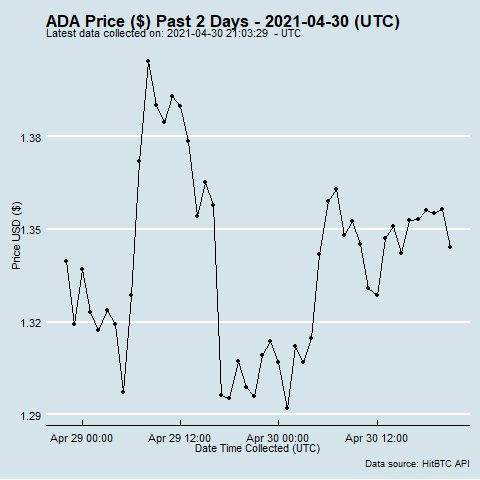 ADA Price ($) Past 2 Days - 2021-04-30 (UTC)
Latest data collected on: 2021-04-30 21:03:29  - UTC
1.38
1.35
1.32
1.29
Price USD ($)
Apr 29 00:00
Apr 29 12:00
Apr 30 00:00
Apr 30 12:00
Date Time Collected (UTC)
Data source: HitBTC API